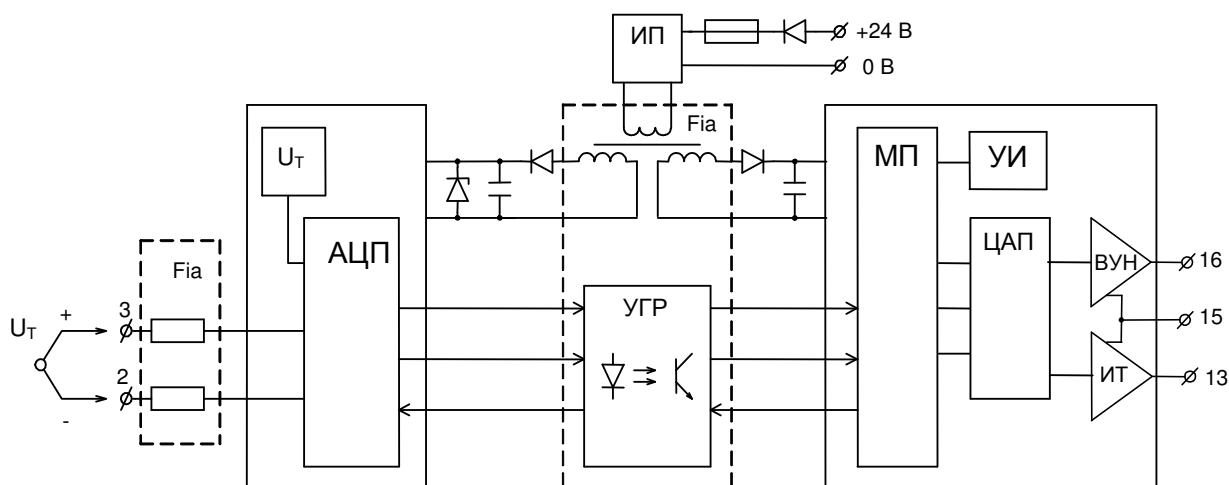 ИП
+24 В
0 В
Fia
UТ
МП
УИ
АЦП
ЦАП
Fia
ВУН
16
УГР
UТ
+
3
15
2
-
ИТ
13